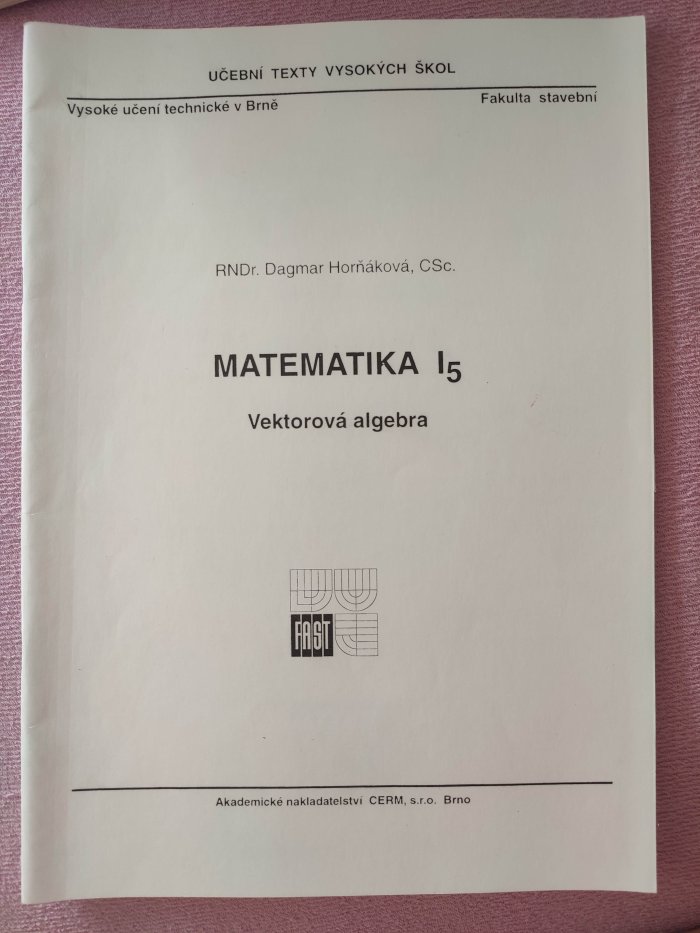 UČEBNÍ TEXTY VYSOKÝCH ŠKOL
Vysoké učení technické v Brně Fakulta stavební
RNDr. Dagmar Horňáková, CSc.
MATEMATIKA I5
Vektorová algebra
FAST
Akademické nakladatelství CERM, s.r.o. Brno